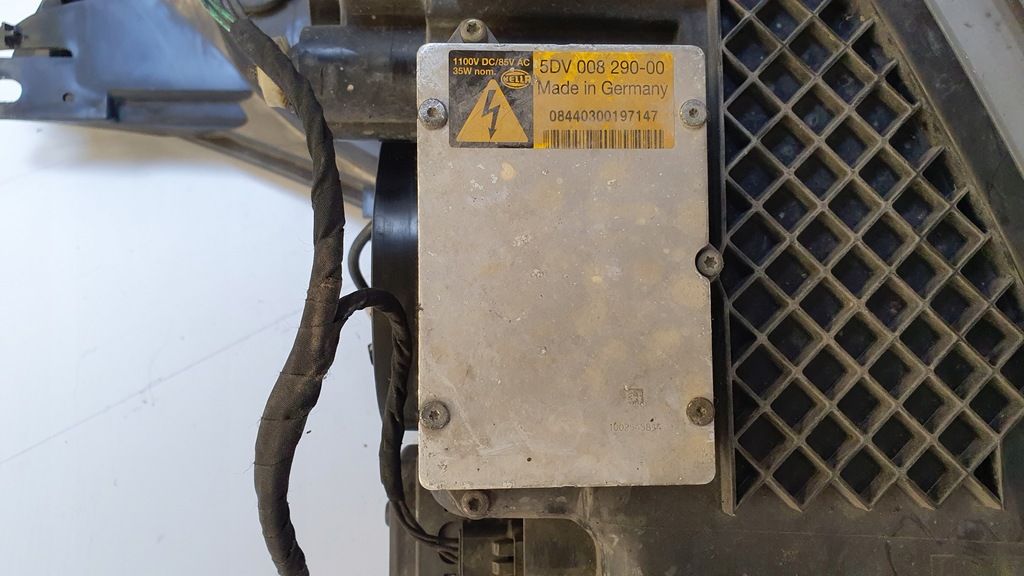 1100V DC/85V AC
35W nom.
HELLA
5DV 008 290-00
Made in Germany
08440300197147